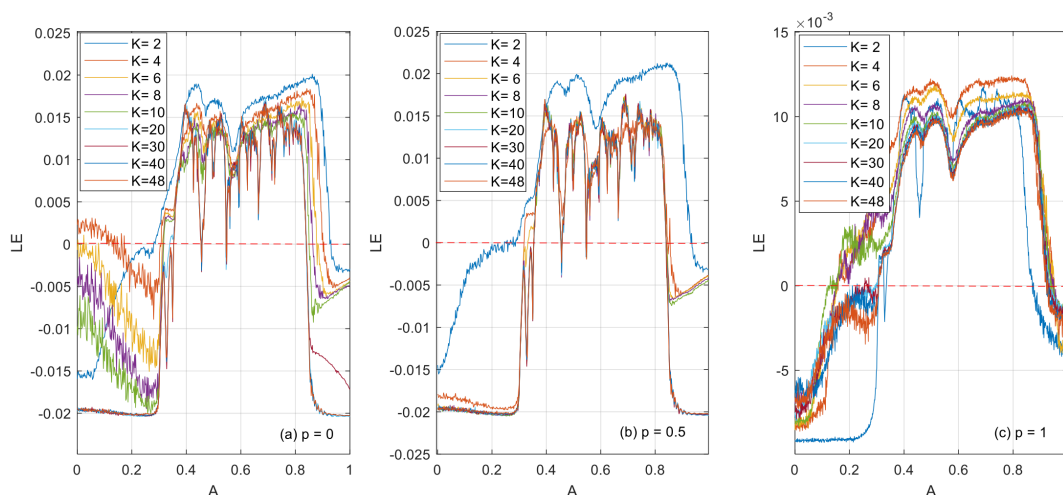 0.025
0.02
0.015
0.01
0.005
0
-0.005
-0.01
-0.015
-0.02
LE
0
0.2
0.4
0.6
0.8
1
A
K= 2
K= 4
K= 6
K= 8
K=10
K=20
K=30
K=40
K=48
(a) p = 0
0.025
0.02
0.015
0.01
0.005
0
-0.005
-0.01
-0.015
-0.02
-0.025
LE
0
0.2
0.4
0.6
0.8
A
K= 2
K= 4
K= 6
K= 8
K=10
K=20
K=30
K=40
K=48
(b) p = 0.5
×10-3
15
10
5
0
-5
LE
0
0.2
0.4
0.6
0.8
A
K= 2
K= 4
K= 6
K= 8
K=10
K=20
K=30
K=40
K=48
(c) p = 1